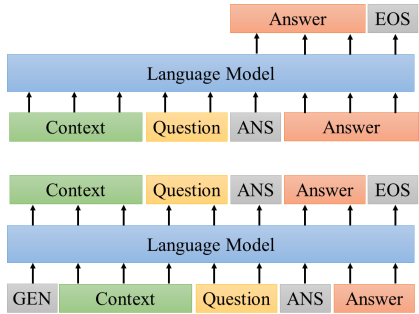 Answer EOS
Language Model
Context Question ANS Answer
Context Question ANS Answer EOS
Language Model
GEN Context Question ANS Answer